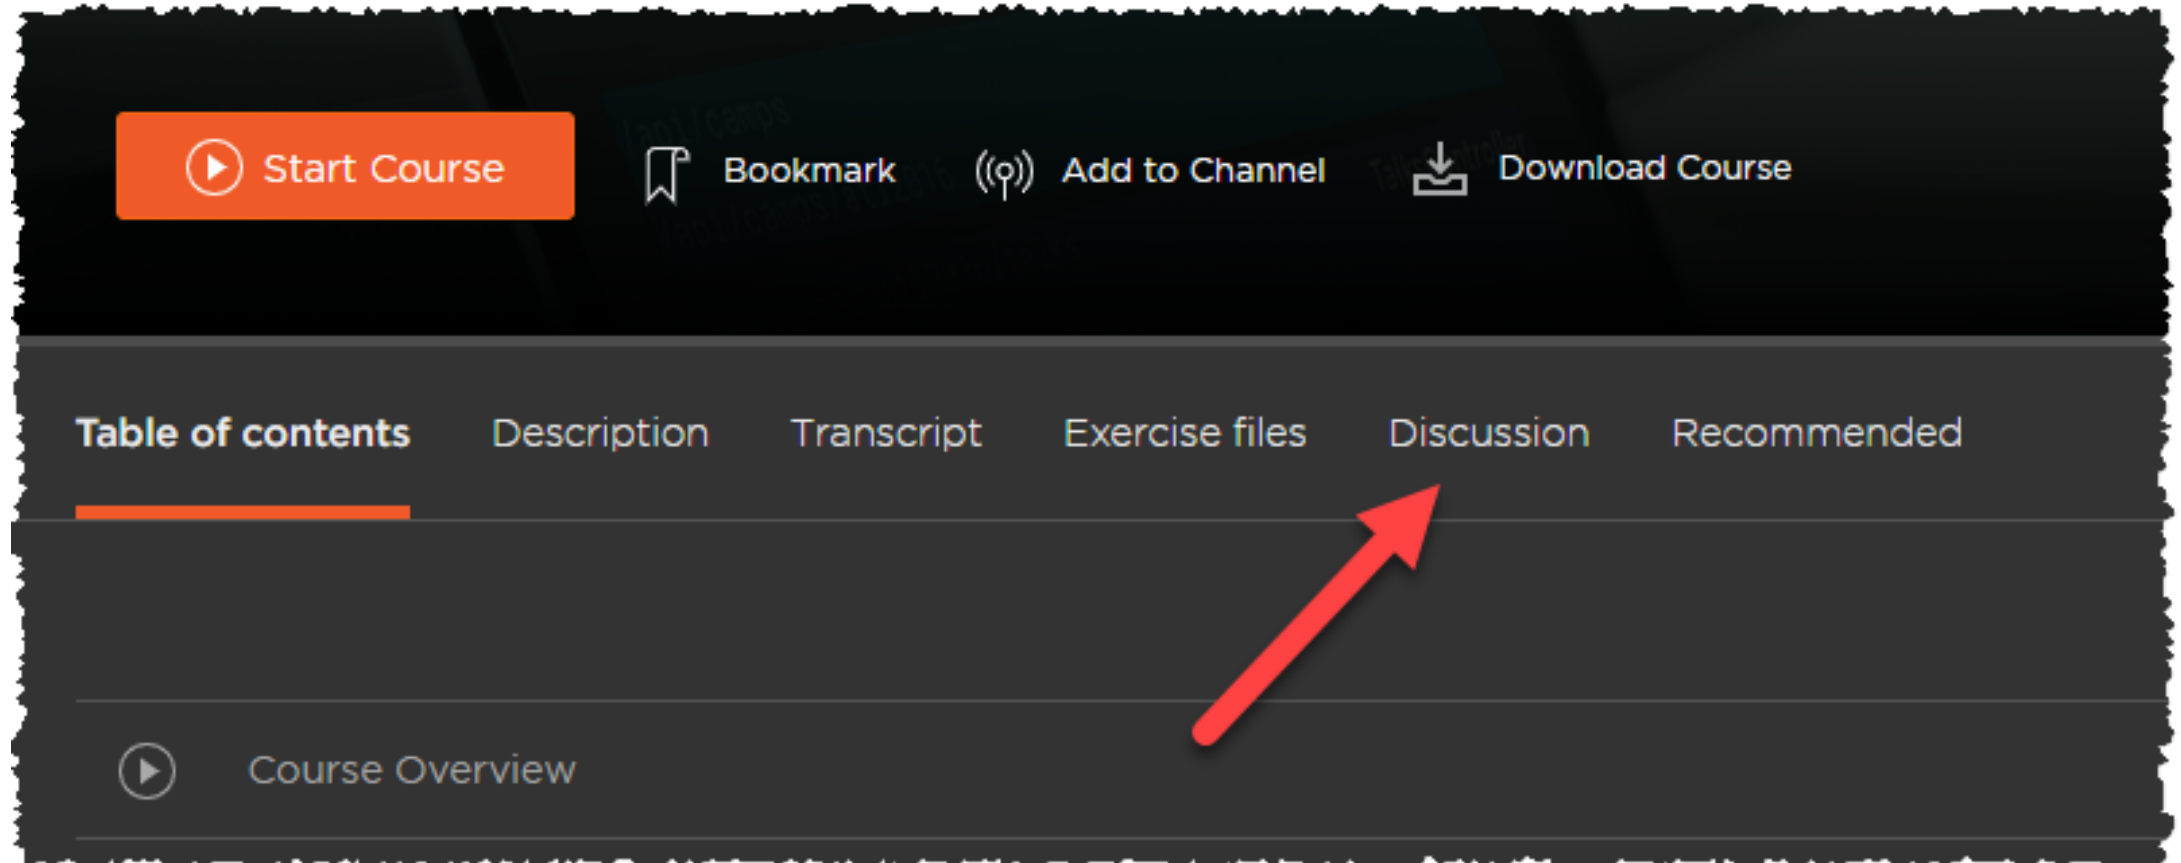 Start Course Bookmark Add to Channel Download Course
Table of contents Description Transcript Exercise files Discussion Recommended
Course Overview